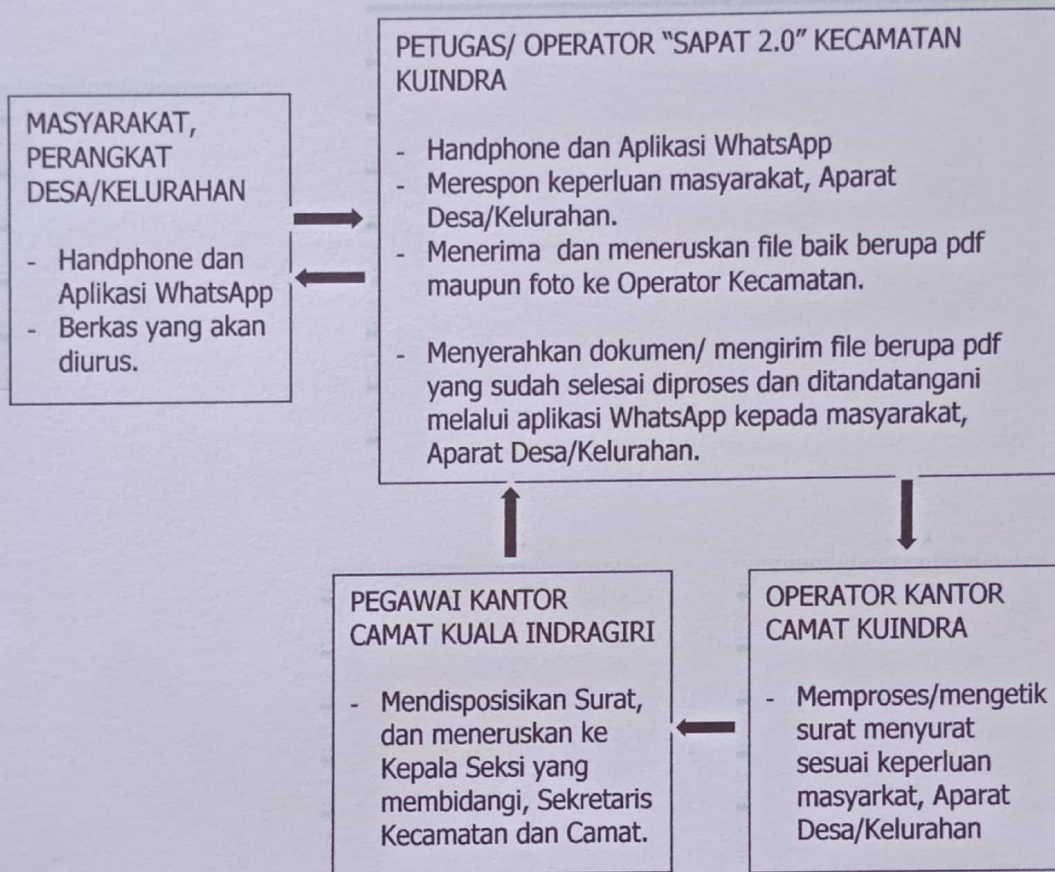 MASYARAKAT,
PERANGKAT
DESA/KELURAHAN
- Handphone dan
Aplikasi WhatsApp
- Berkas yang akan
diurus.
PETUGAS/ OPERATOR “SAPAT 2.0” KECAMATAN
KUINDRA
- Handphone dan Aplikasi WhatsApp
- Merespon keperluan masyarakat, Aparat
Desa/Kelurahan.
- Menerima dan meneruskan file baik berupa pdf
maupun foto ke Operator Kecamatan.
- Menyerahkan dokumen/ mengirim file berupa pdf
yang sudah selesai diproses dan ditandatangani
melalui aplikasi WhatsApp kepada masyarakat,
Aparat Desa/Kelurahan.
PEGAWAI KANTOR
CAMAT KUALA INDRAGIRI
- Mendisposisikan Surat,
dan meneruskan ke
Kepala Seksi yang
membidangi, Sekretaris
Kecamatan dan Camat.
OPERATOR KANTOR
CAMAT KUINDRA
- Memproses/mengetik
surat menyurat
sesuai keperluan
masyarkat, Aparat
Desa/Kelurahan